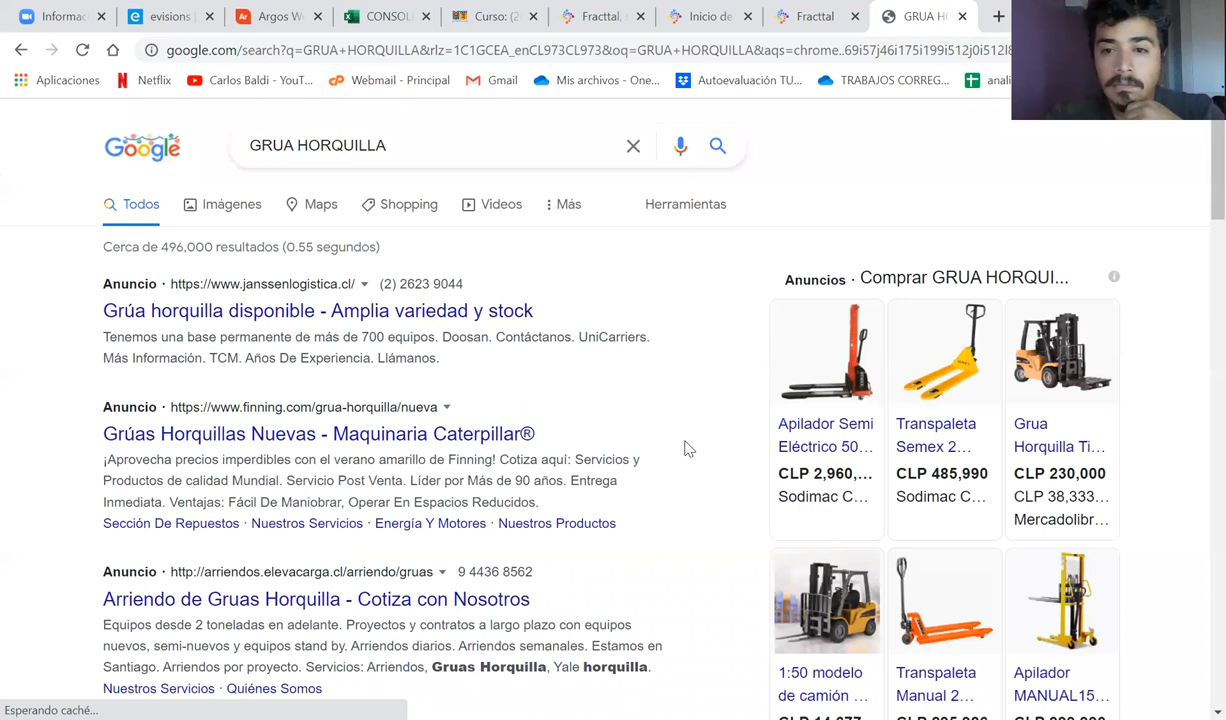 Informac
evisions
Argos We
CONSOL
Curso: (2
Fracttal,
Inicio de
Fracttal
GRUA HO
google.com/search?q=GRUA+HORQUILLA&rlz=1C1GCEA_enCL973CL973&oq=GRUA+HORQUILLA&aqs=chrome..69i57j46i175i199i512j0i512l8
Aplicaciones
Netflix
Carlos Baldi - YouT...
Webmail - Principal
Gmail
Mis archivos - One...
Autoevaluación TU...
TRABAJOS CORREG...
anali
Google
GRUA HORQUILLA
Todos
Imágenes
Maps
Shopping
Videos
Más
Herramientas
Cerca de 496,000 resultados (0.55 segundos)
Anuncio · https://www.janssenlogistica.cl/ (2) 2623 9044
Grúa horquilla disponible - Amplia variedad y stock
Tenemos una base permanente de más de 700 equipos. Doosan. Contáctanos. UniCarriers.
Más Información. TCM. Años De Experiencia. Llámanos.
Anuncio · https://www.finning.com/grua-horquilla/nueva
Grúas Horquillas Nuevas - Maquinaria Caterpillar®
¡Aprovecha precios imperdibles con el verano amarillo de Finning! Cotiza aquí: Servicios y
Productos de calidad Mundial. Servicio Post Venta. Líder por Más de 90 años. Entrega
Inmediata. Ventajas: Fácil De Maniobrar, Operar En Espacios Reducidos.
Sección De Repuestos · Nuestros Servicios · Energía Y Motores · Nuestros Productos
Anuncio · http://arriendos.elevacarga.cl/arriendo/gruas 9 4436 8562
Arriendo de Gruas Horquilla - Cotiza con Nosotros
Equipos desde 2 toneladas en adelante. Proyectos y contratos a largo plazo con equipos
nuevos, semi-nuevos y equipos stand by. Arriendos diarios. Arriendos semanales. Estamos en
Santiago. Arriendos por proyecto. Servicios: Arriendos, Gruas Horquilla, Yale horquilla.
Nuestros Servicios · Quiénes Somos
Anuncios · Comprar GRUA HORQUI...
Apilador Semi
Eléctrico 50...
CLP 2,960,...
Sodimac C...
Transpaleta
Semex 2...
CLP 485,990
Sodimac C...
Grua
Horquilla Ti...
CLP 230,000
CLP 38,333...
Mercadolibr...
1:50 modelo
de camión ...
Transpaleta
Manual 2...
Apilador
MANUAL15...
Esperando caché...